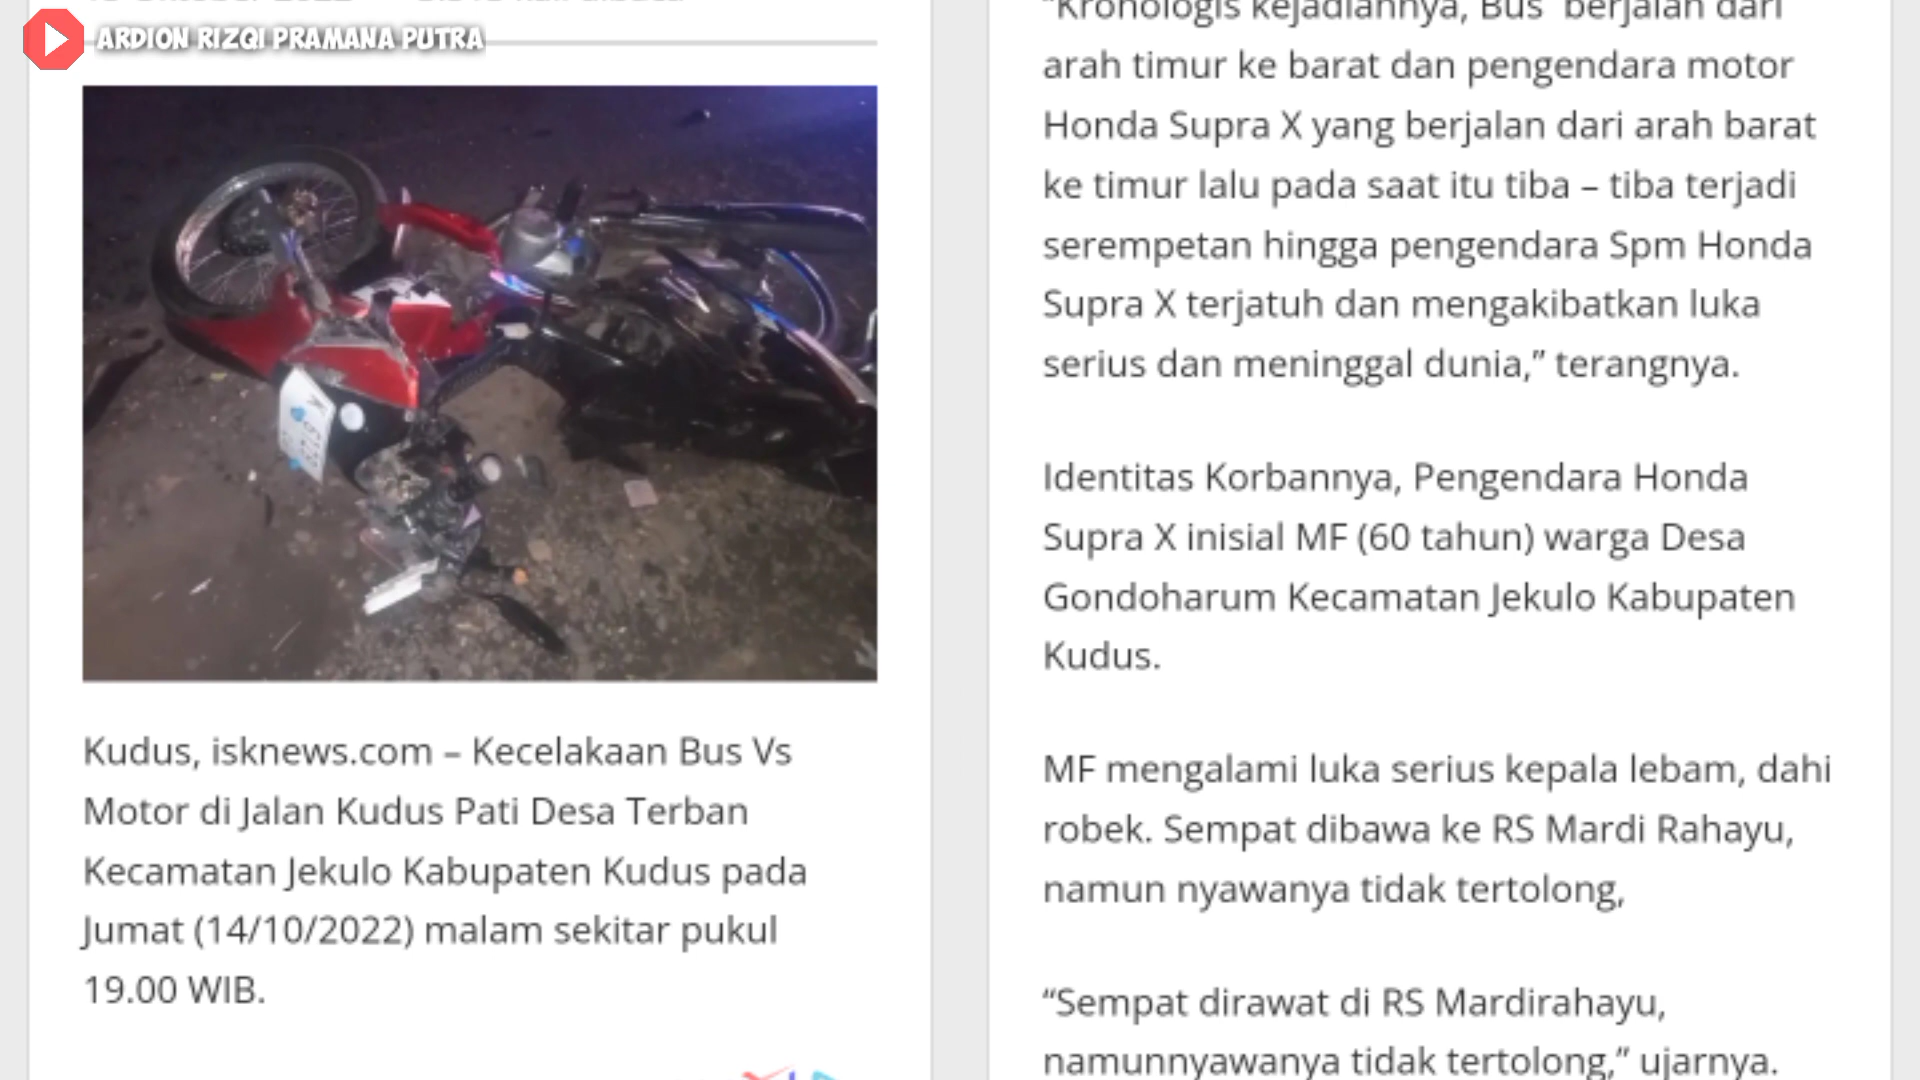 ARDION RIZQI PRAMANA PUTRA
Kudus, isknews.com – Kecelakaan Bus Vs
Motor di Jalan Kudus Pati Desa Terban
Kecamatan Jekulo Kabupaten Kudus pada
Jumat (14/10/2022) malam sekitar pukul
19.00 WIB.
“Kronologis kejadiannya, Bus berjalan dari
arah timur ke barat dan pengendara motor
Honda Supra X yang berjalan dari arah barat
ke timur lalu pada saat itu tiba – tiba terjadi
serempetan hingga pengendara Spm Honda
Supra X terjatuh dan mengakibatkan luka
serius dan meninggal dunia,” terangnya.
Identitas Korbannya, Pengendara Honda
Supra X inisial MF (60 tahun) warga Desa
Gondoharum Kecamatan Jekulo Kabupaten
Kudus.
MF mengalami luka serius kepala lebam, dahi
robek. Sempat dibawa ke RS Mardi Rahayu,
namun nyawanya tidak tertolong,
“Sempat dirawat di RS Mardirahayu,
namunnyawanya tidak tertolong,” ujarnya.